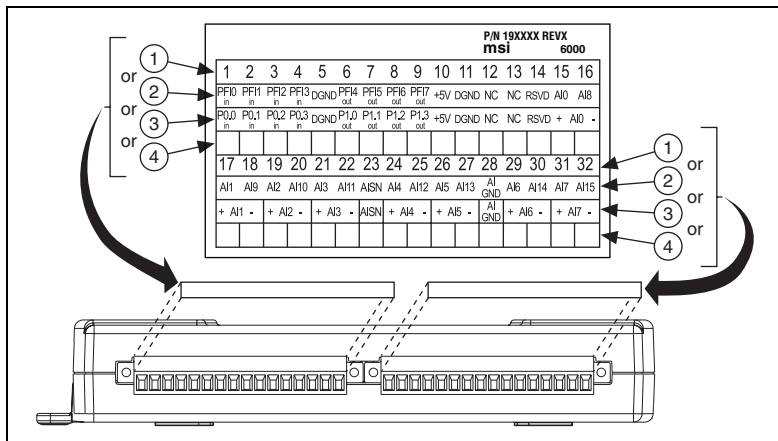 P/N 19XXXX REVX
msi 6000
1 2 3 4 5 6 7 8 9 10 11 12 13 14 15 16
PFI0 in PFI1 in PFI2 in PFI3 in DGND PFI4 out PFI5 out PFI6 out PFI7 out +5V DGND NC NC RSVD AI0 AI8
P0.0 in P0.1 in P0.2 in P0.3 in DGND P1.0 out P1.1 out P1.2 out P1.3 out +5V DGND NC NC RSVD + AI0 -
17 18 19 20 21 22 23 24 25 26 27 28 29 30 31 32
AI1 AI9 AI2 AI10 AI3 AI11 AISN AI4 AI12 AI5 AI13 AI GND AI6 AI14 AI7 AI15
+ AI1 - + AI2 - + AI3 - AISN + AI4 - + AI5 - AI GND + AI6 - + AI7 -
1
or
2
or
3
or
4
1
or
2
or
3
or
4